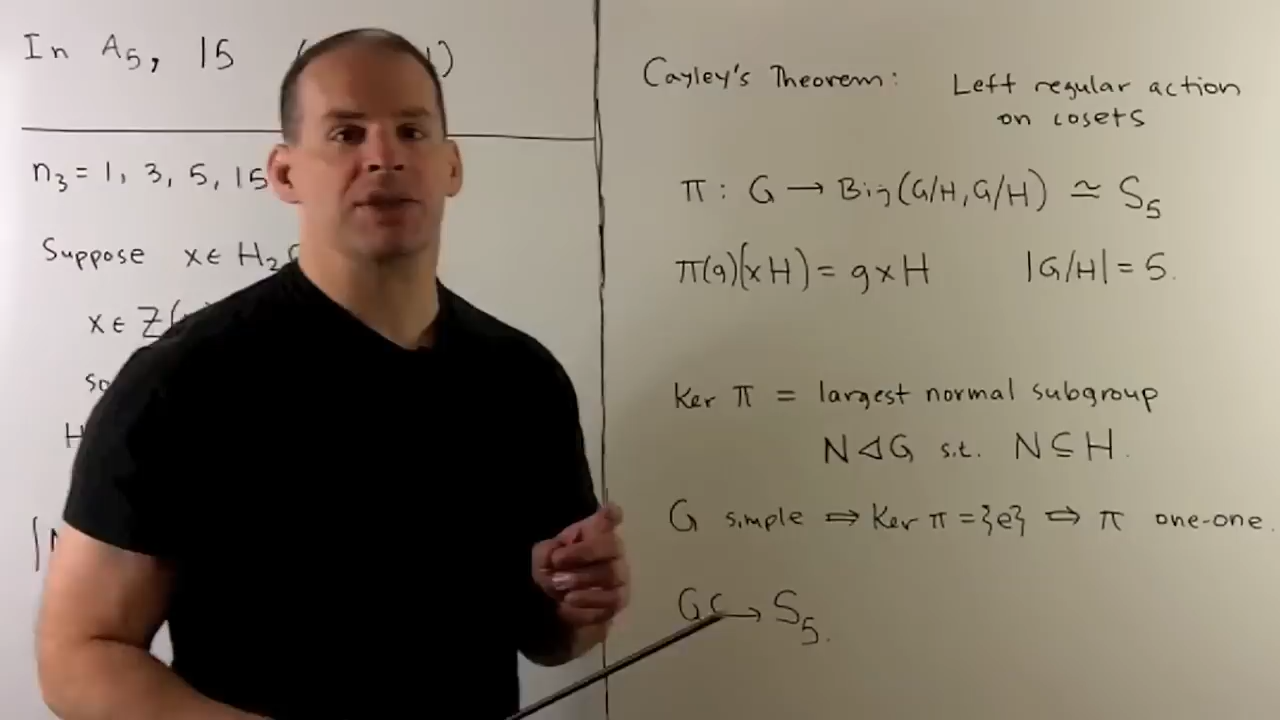 In A₅, 15 ( )
n₃ = 1, 3, 5, 15
Suppose x ∈ H₂
x ∈ Z(
so
H
Cayley's Theorem: Left regular action
on cosets
π : G → Bij(G/H, G/H) ≃ S₅
π(g)(xH) = gxH |G/H| = 5.
Ker π = largest normal subgroup
N ◁ G s.t. N ⊆ H.
G simple ⇒ Ker π = {e} ⇔ π one-one.
G ↪ S₅.